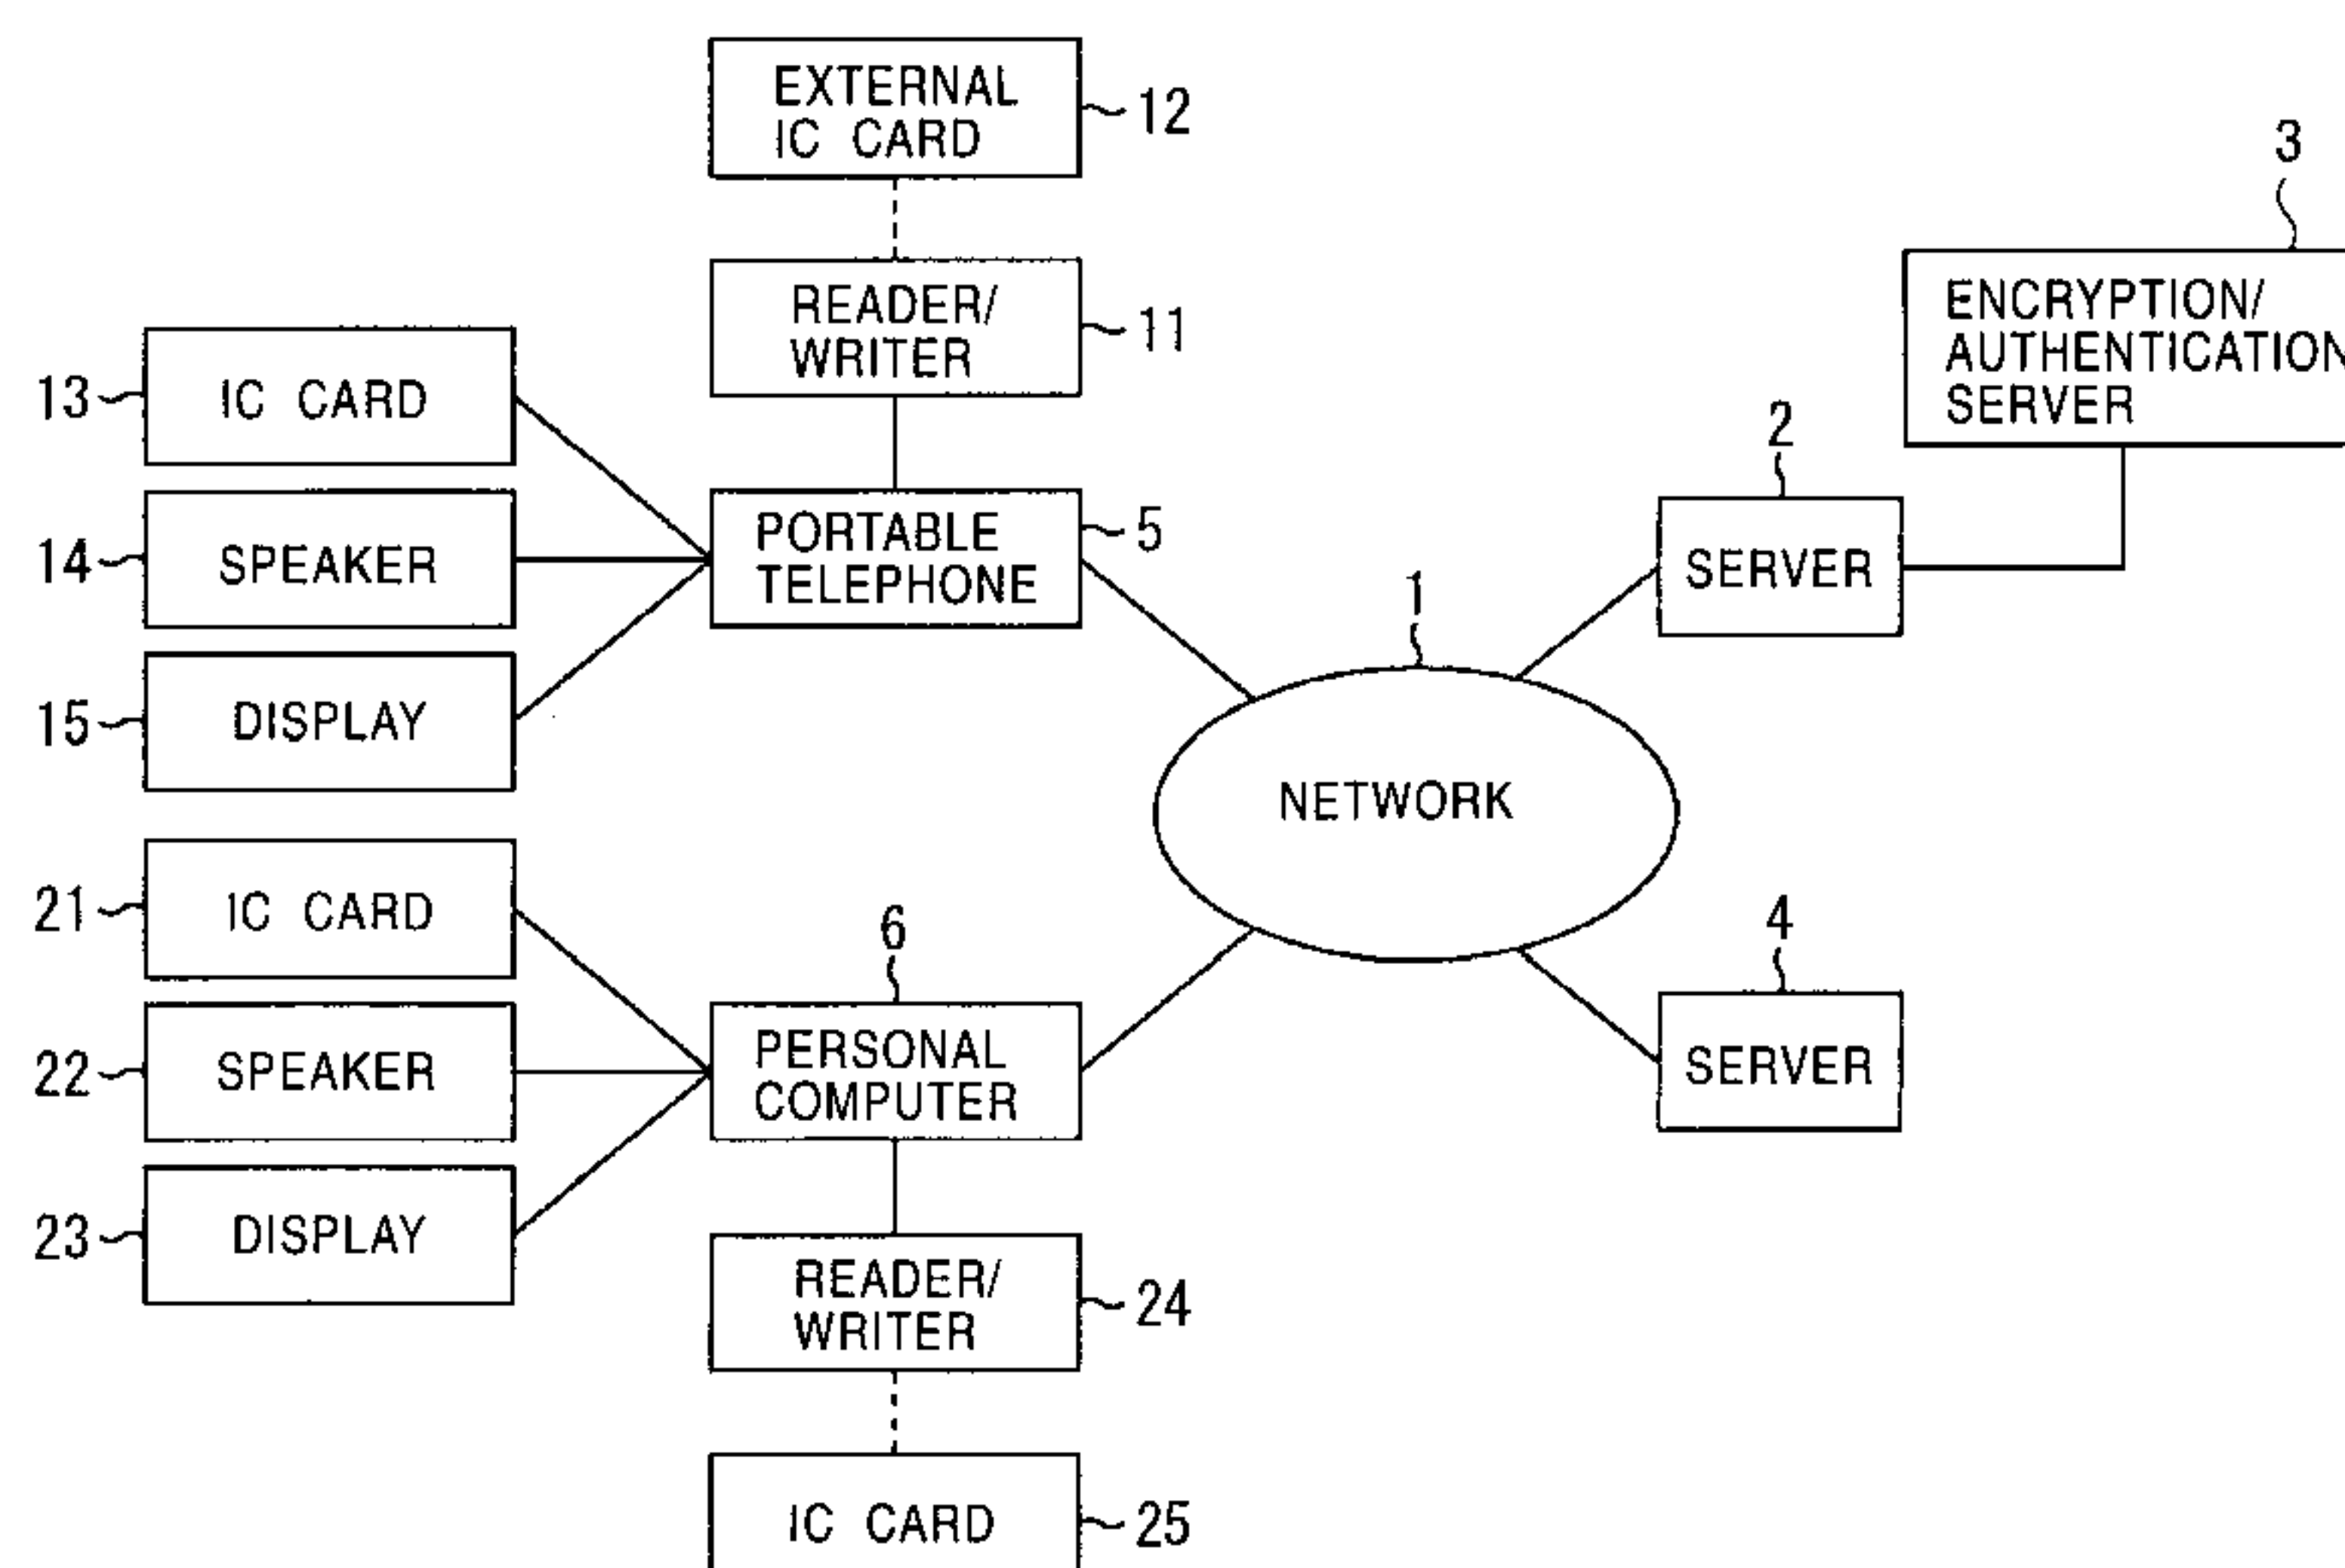 EXTERNAL
IC CARD
12
3
READER/
WRITER
11
ENCRYPTION/
AUTHENTICATION
SERVER
13
IC CARD
2
PORTABLE
TELEPHONE
5
14
SPEAKER
SERVER
1
15
DISPLAY
NETWORK
21
IC CARD
6
4
PERSONAL
COMPUTER
22
SPEAKER
SERVER
23
DISPLAY
READER/
WRITER
24
IC CARD
25